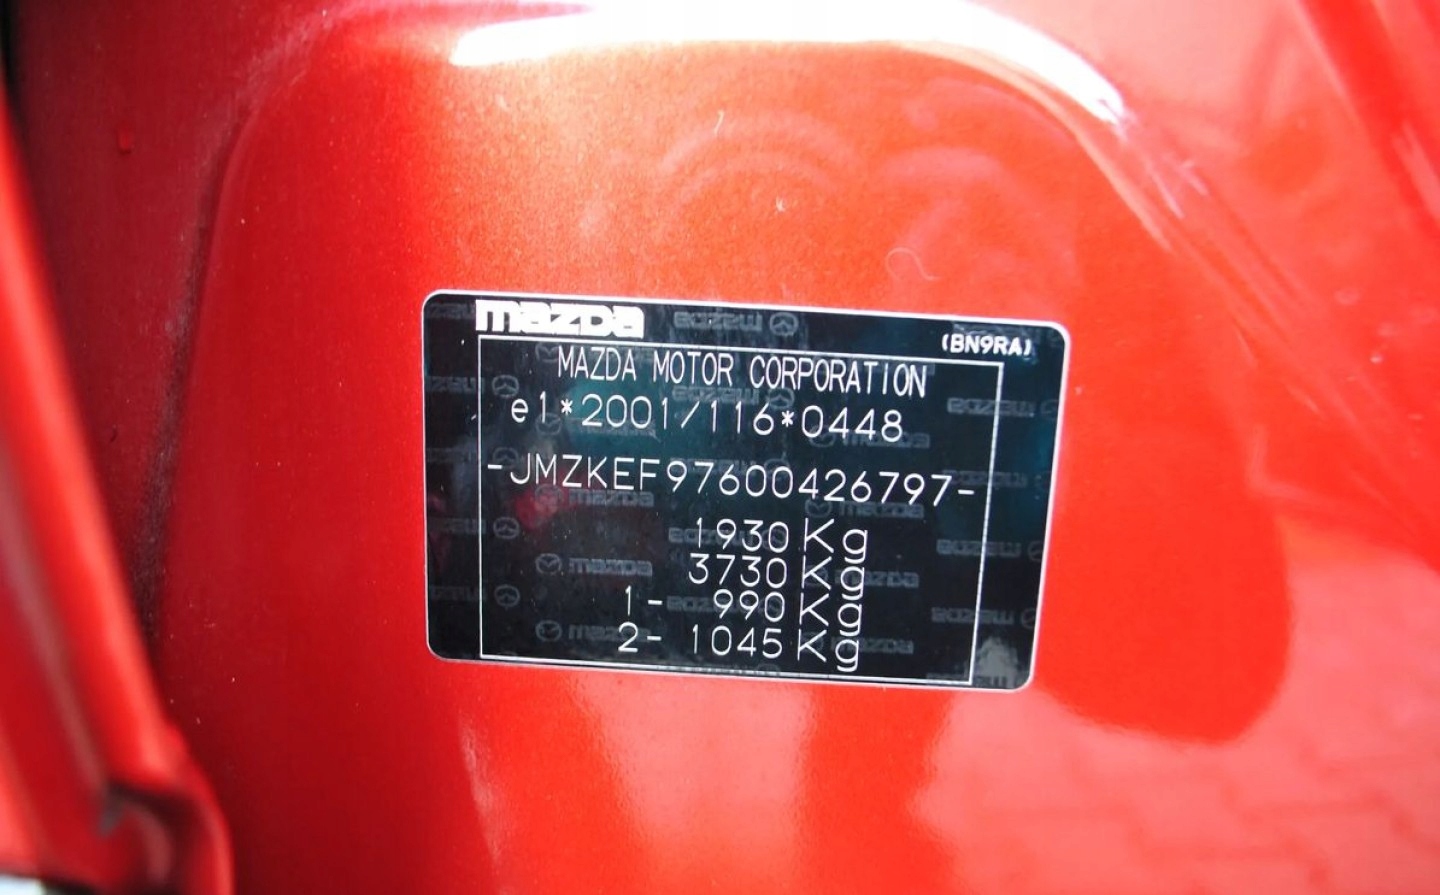 mazda
(BN9RA)
MAZDA MOTOR CORPORATION
e1*2001/116*0448
-JMZKEF97600426797-
1930 Kg
3730 Kg
1- 990 Kg
2- 1045 Kg